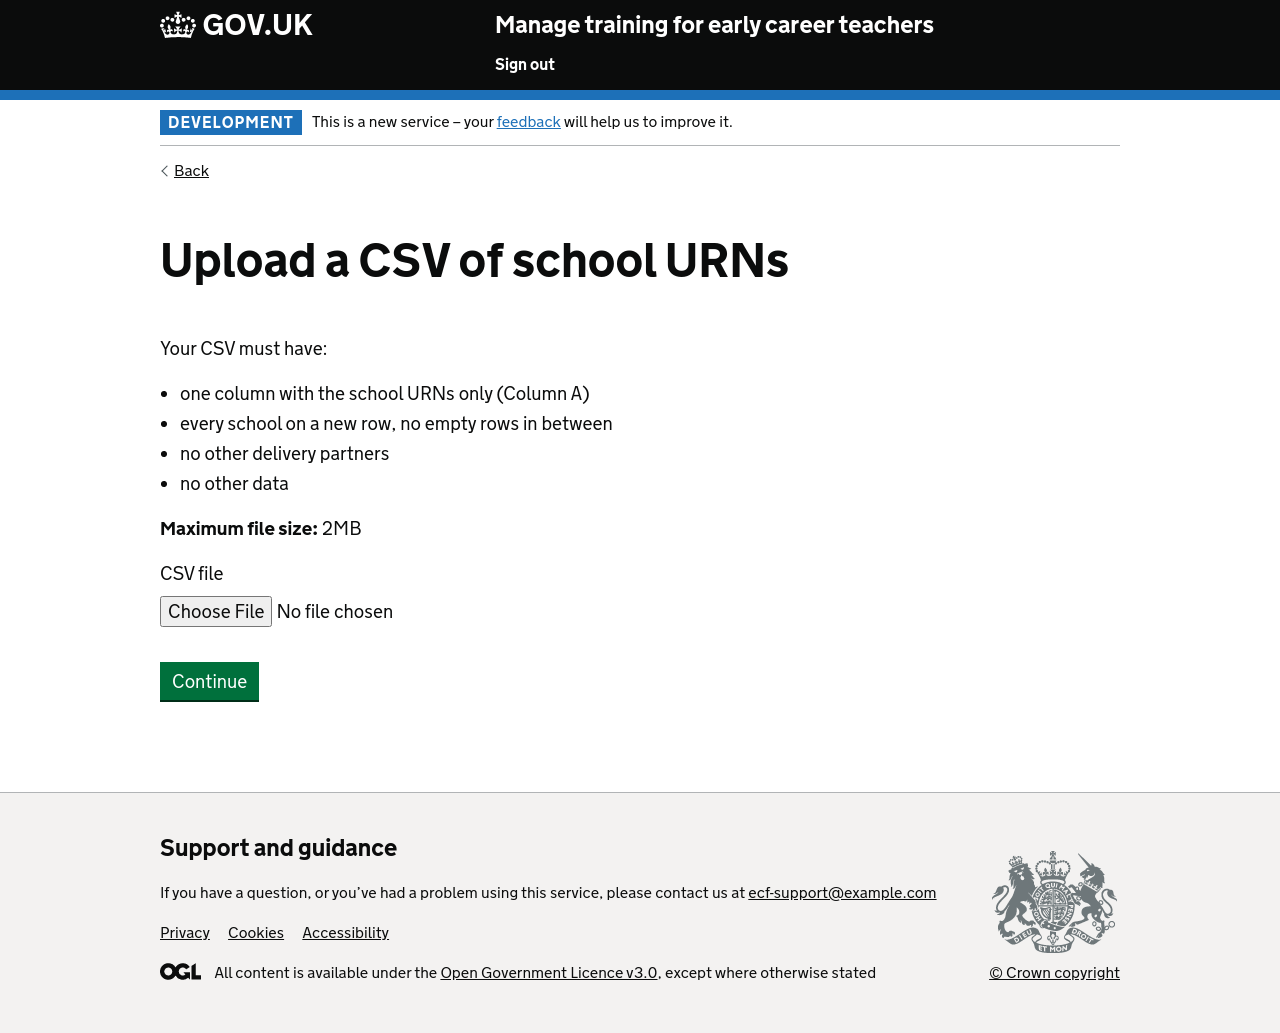 GOV.UK
Manage training for early career teachers
Sign out
DEVELOPMENT This is a new service – your feedback will help us to improve it.
Back
Upload a CSV of school URNs
Your CSV must have:
one column with the school URNs only (Column A)
every school on a new row, no empty rows in between
no other delivery partners
no other data
Maximum file size: 2MB
CSV file
Choose File No file chosen
Continue
Support and guidance
If you have a question, or you’ve had a problem using this service, please contact us at ecf-support@example.com
Privacy Cookies Accessibility
OGL All content is available under the Open Government Licence v3.0, except where otherwise stated
© Crown copyright